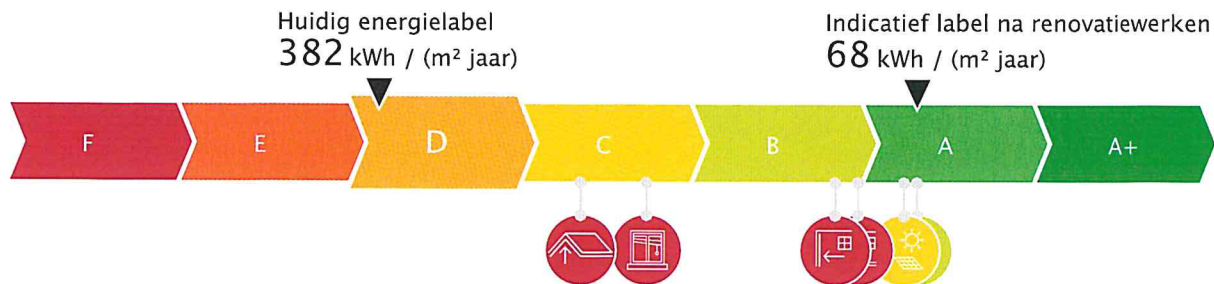 Huidig energielabel
382 kWh / (m² jaar)
Indicatief label na renovatiewerken
68 kWh / (m² jaar)
F E D C B A A+